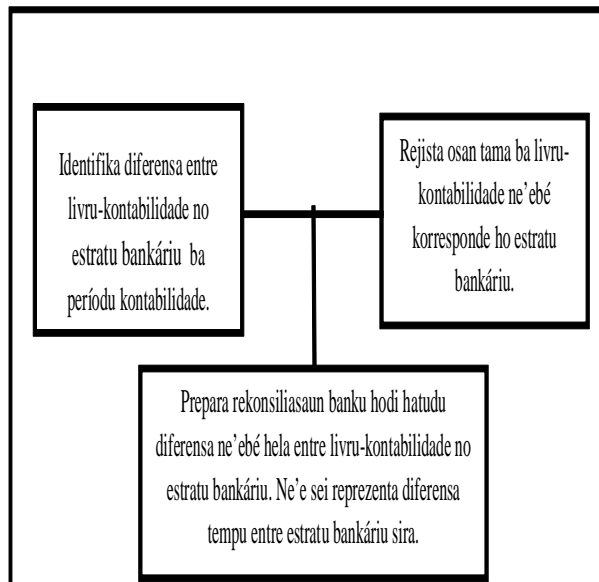 Identifika diferensa entre
livru-kontabilidade no
estratu bankáriu ba
períodu kontabilidade.
Rejista osan tama ba livru-
kontabilidade ne'ebé
korresponde ho estratu
bankáriu.
Prepara rekonsiliasaun banku hodi hatudu
diferensa ne'ebé hela entre livru-kontabilidade no
estratu bankáriu. Ne'e sei reprezenta diferensa
tempu entre estratu bankáriu sira.